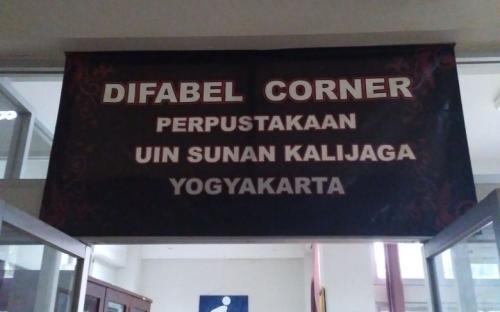 DIFABEL CORNER
PERPUSTAKAAN
UIN SUNAN KALIJAGA
YOGYAKARTA